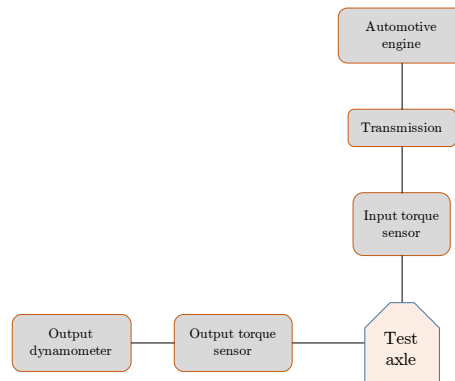 Automotive
engine
Transmission
Input torque
sensor
Output
dynamometer
Output torque
sensor
Test
axle